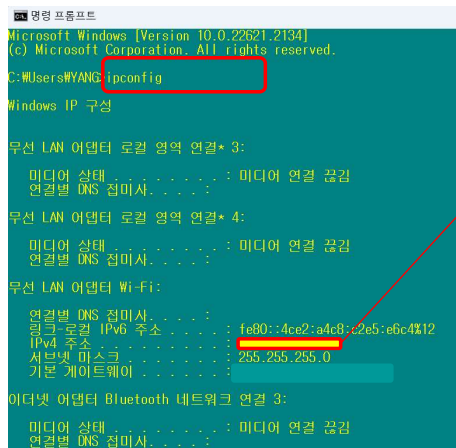 명령 프롬프트
Microsoft Windows [Version 10.0.22621.2134]
(c) Microsoft Corporation. All rights reserved.
C:₩Users₩YANG>ipconfig
Windows IP 구성
무선 LAN 어댑터 로컬 영역 연결* 3:
미디어 상태 . . . . . . . . : 미디어 연결 끊김
연결별 DNS 접미사. . . . :
무선 LAN 어댑터 로컬 영역 연결* 4:
미디어 상태 . . . . . . . . : 미디어 연결 끊김
연결별 DNS 접미사. . . . :
무선 LAN 어댑터 Wi-Fi:
연결별 DNS 접미사. . . . :
링크-로컬 IPv6 주소 . . . . : fe80::4ce2:a4c8:c2e5:e6c4%12
IPv4 주소 . . . . . . . . . :
서브넷 마스크 . . . . . . . : 255.255.255.0
기본 게이트웨이 . . . . . . :
이더넷 어댑터 Bluetooth 네트워크 연결 3:
미디어 상태 . . . . . . . . : 미디어 연결 끊김
연결별 DNS 접미사. . . . :